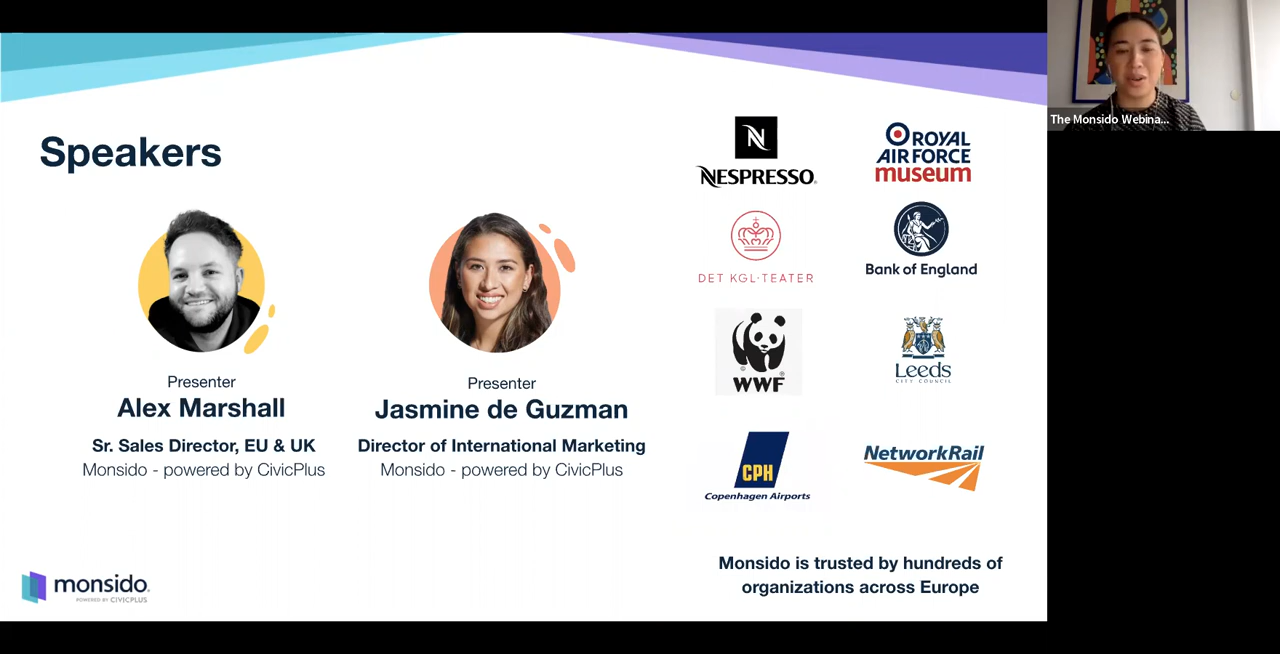 Speakers
Presenter
Alex Marshall
Sr. Sales Director, EU & UK
Monsido - powered by CivicPlus
Presenter
Jasmine de Guzman
Director of International Marketing
Monsido - powered by CivicPlus
N
NESPRESSO
ROYAL
AIR FORCE
museum
DET KGL·TEATER
Bank of England
WWF
Leeds
CITY COUNCIL
CPH
Copenhagen Airports
NetworkRail
Monsido is trusted by hundreds of
organizations across Europe
monsido
POWERED BY CIVICPLUS
The Monsido Webina...